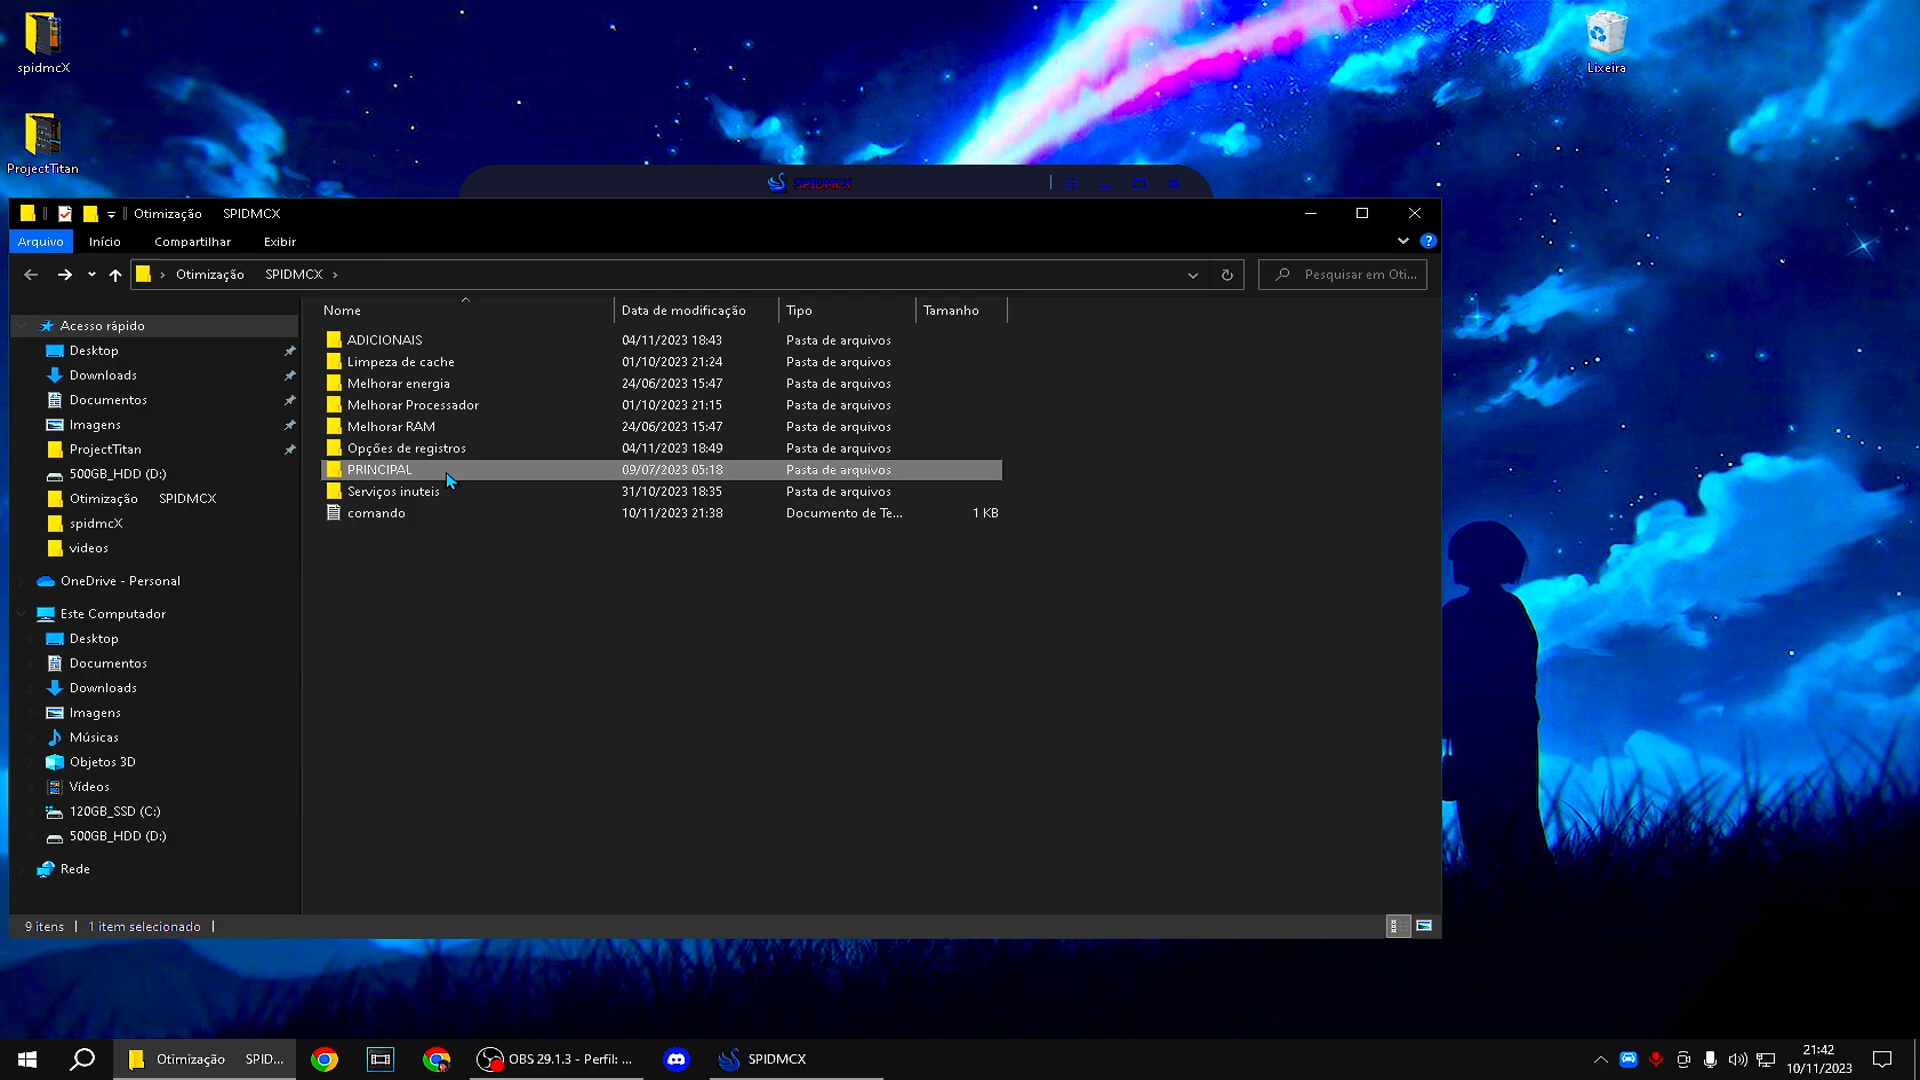 spidmcX
ProjectTitan
Lixeira
SPIDMCX
Otimização SPIDMCX
Arquivo Início Compartilhar Exibir
Otimização SPIDMCX
Pesquisar em Oti...
Nome Data de modificação Tipo Tamanho
ADICIONAIS 04/11/2023 18:43 Pasta de arquivos
Limpeza de cache 01/10/2023 21:24 Pasta de arquivos
Melhorar energia 24/06/2023 15:47 Pasta de arquivos
Melhorar Processador 01/10/2023 21:15 Pasta de arquivos
Melhorar RAM 24/06/2023 15:47 Pasta de arquivos
Opções de registros 04/11/2023 18:49 Pasta de arquivos
PRINCIPAL 09/07/2023 05:18 Pasta de arquivos
Serviços inuteis 31/10/2023 18:35 Pasta de arquivos
comando 10/11/2023 21:38 Documento de Te... 1 KB
Acesso rápido
Desktop
Downloads
Documentos
Imagens
ProjectTitan
500GB_HDD (D:)
Otimização SPIDMCX
spidmcX
videos
OneDrive - Personal
Este Computador
Desktop
Documentos
Downloads
Imagens
Músicas
Objetos 3D
Vídeos
120GB_SSD (C:)
500GB_HDD (D:)
Rede
9 itens 1 item selecionado
Otimização SPID...
OBS 29.1.3 - Perfil: ...
SPIDMCX
21:42
10/11/2023